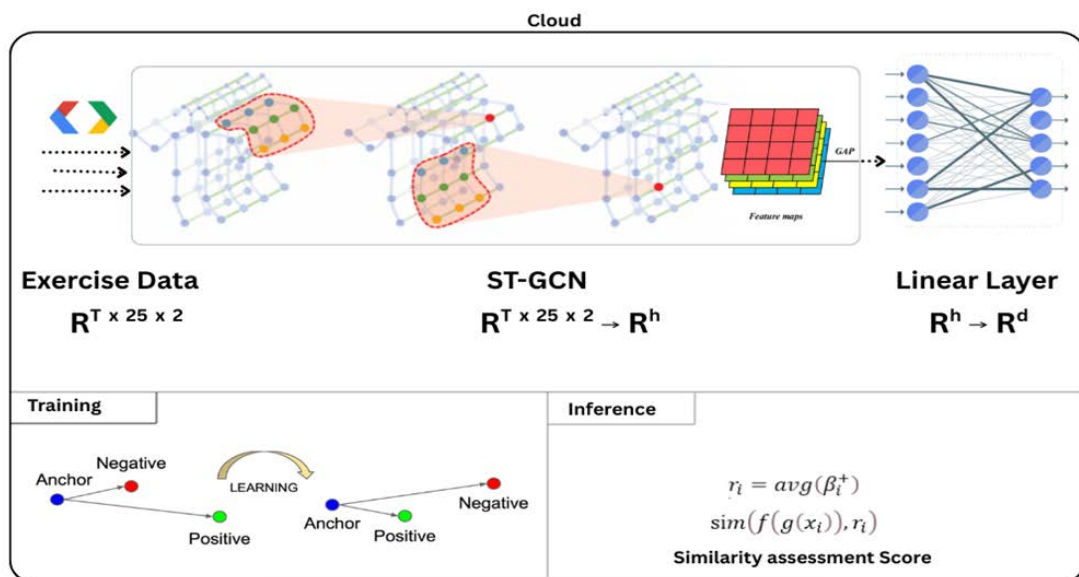 Cloud
GAP
Feature maps
Exercise Data
R^{T x 25 x 2}
ST-GCN
R^{T x 25 x 2} → R^h
Linear Layer
R^h → R^d
Training
Anchor
Negative
Positive
LEARNING
Anchor
Positive
Negative
Inference
r_i = avg(β_i^+)
sim(f(g(x_i)), r_i)
Similarity assessment Score